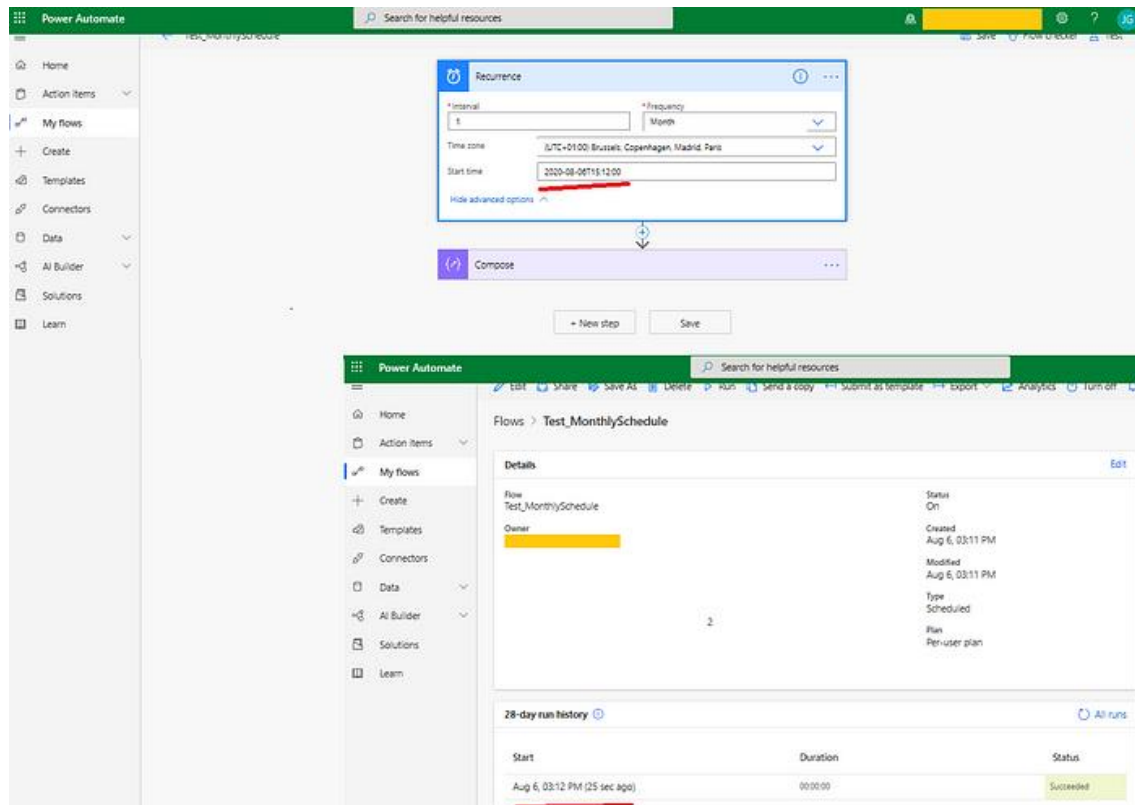 Power Automate
Search for helpful resources
?
JG
Test_MonthlySchedule
Save Flow checker Test
Home
Action items
My flows
Create
Templates
Connectors
Data
AI Builder
Solutions
Learn
Recurrence
*Interval
*Frequency
1
Month
Time zone
(UTC+01:00) Brussels, Copenhagen, Madrid, Paris
Start time
2020-08-06T15:12:00
Hide advanced options
Compose
+ New step
Save
Power Automate
Search for helpful resources
Edit Share Save As Delete Run Send a copy Submit as template Export Analytics Turn off
Home
Action items
My flows
Create
Templates
Connectors
Data
AI Builder
Solutions
Learn
Flows > Test_MonthlySchedule
Details
Edit
Flow
Test_MonthlySchedule
Owner
2
Status
On
Created
Aug 6, 03:11 PM
Modified
Aug 6, 03:11 PM
Type
Scheduled
Plan
Per-user plan
28-day run history
All runs
Start
Duration
Status
Aug 6, 03:12 PM (25 sec ago)
00:00:00
Succeeded